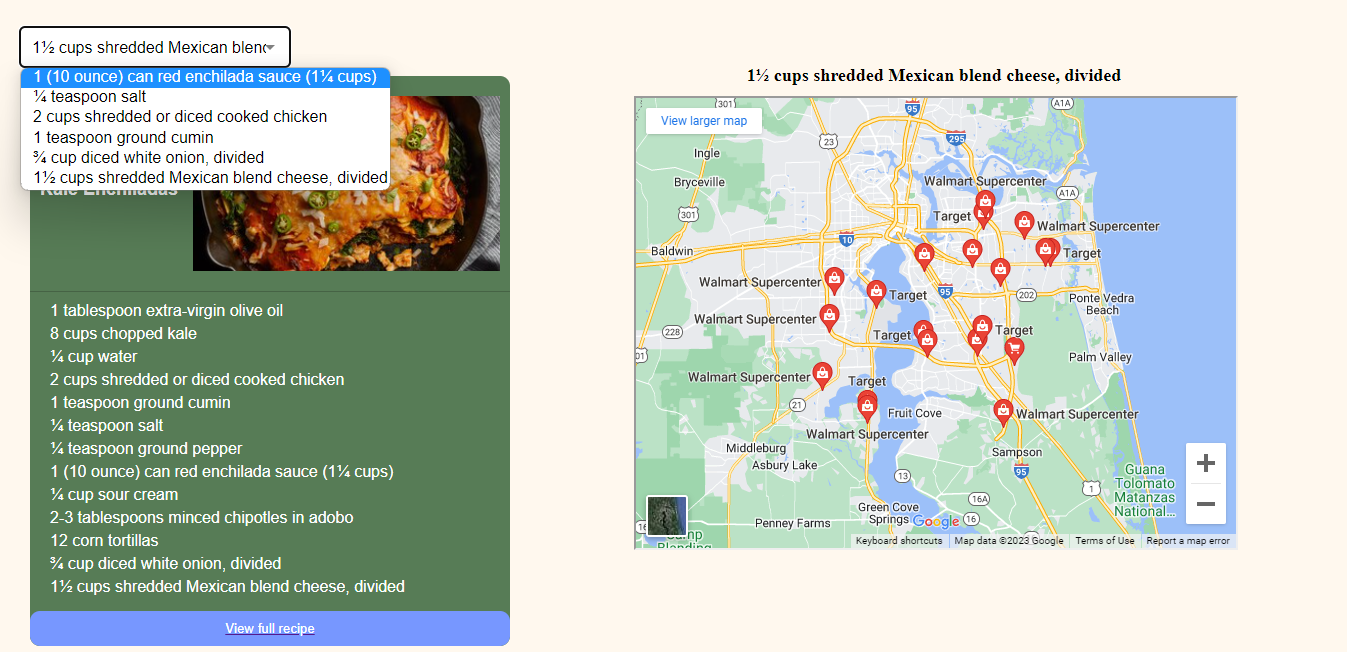 1½ cups shredded Mexican blenc
1 (10 ounce) can red enchilada sauce (1¼ cups)
¼ teaspoon salt
2 cups shredded or diced cooked chicken
1 teaspoon ground cumin
¾ cup diced white onion, divided
1½ cups shredded Mexican blend cheese, divided
Kale Enchiladas
1 tablespoon extra-virgin olive oil
8 cups chopped kale
¼ cup water
2 cups shredded or diced cooked chicken
1 teaspoon ground cumin
¼ teaspoon salt
¼ teaspoon ground pepper
1 (10 ounce) can red enchilada sauce (1¼ cups)
¼ cup sour cream
2-3 tablespoons minced chipotles in adobo
12 corn tortillas
¾ cup diced white onion, divided
1½ cups shredded Mexican blend cheese, divided
View full recipe
1½ cups shredded Mexican blend cheese, divided
301
95
A1A
View larger map
23
295
Ingle
Bryceville
Walmart Supercenter
A1A
301
Target
Walmart Supercenter
10
Baldwin
Target
Walmart Supercenter
Target
95
202
Ponte Vedra
Beach
Walmart Supercenter
228
Target
Target
01
Palm Valley
Walmart Supercenter
Target
21
Fruit Cove
Walmart Supercenter
Walmart Supercenter
Middleburg
Asbury Lake
Sampson
95
13
Guana
Tolomato
Matanzas
National...
1
16A
Green Cove
Springs
Google
16
Penney Farms
16
Camp
Blanding
Keyboard shortcuts
Map data ©2023 Google
Terms of Use
Report a map error